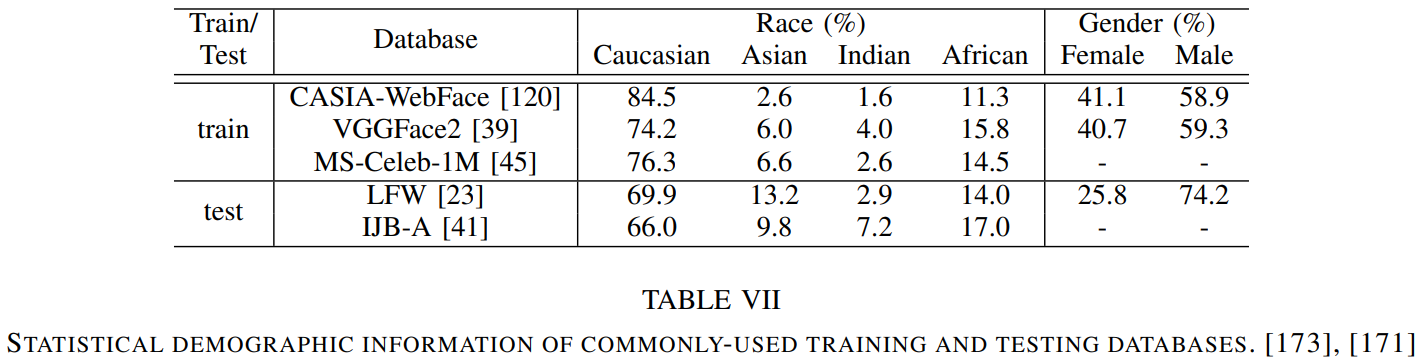 Train/ Test Database Race (%) Gender (%)
Caucasian Asian Indian African Female Male
train CASIA-WebFace [120] 84.5 2.6 1.6 11.3 41.1 58.9
VGGFace2 [39] 74.2 6.0 4.0 15.8 40.7 59.3
MS-Celeb-1M [45] 76.3 6.6 2.6 14.5 - -
test LFW [23] 69.9 13.2 2.9 14.0 25.8 74.2
IJB-A [41] 66.0 9.8 7.2 17.0 - -
TABLE VII
STATISTICAL DEMOGRAPHIC INFORMATION OF COMMONLY-USED TRAINING AND TESTING DATABASES. [173], [171]